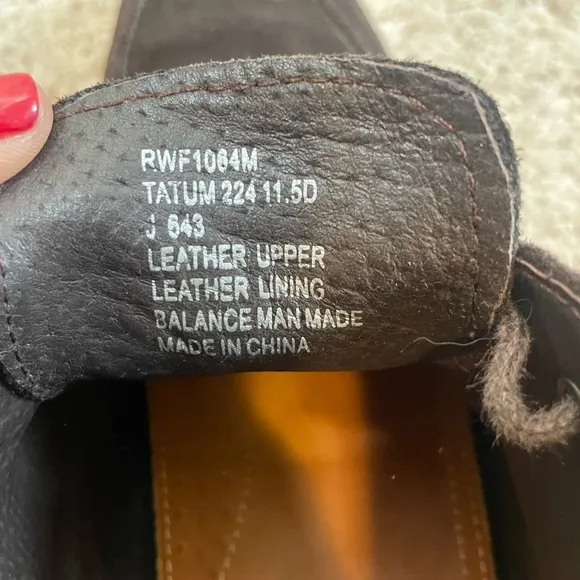 RWF1064M
TATUM 224 11.5D
J 643
LEATHER UPPER
LEATHER LINING
BALANCE MAN MADE
MADE IN CHINA